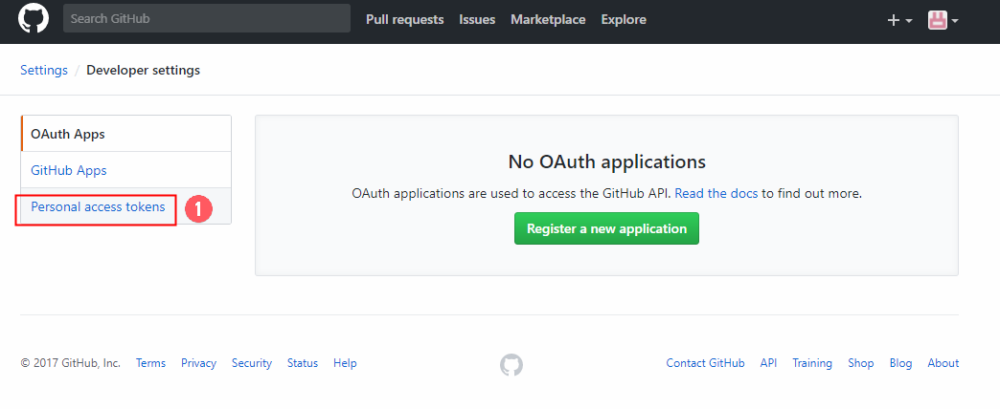 Search GitHub Pull requests Issues Marketplace Explore
Settings / Developer settings
OAuth Apps
GitHub Apps
Personal access tokens 1
No OAuth applications
OAuth applications are used to access the GitHub API. Read the docs to find out more.
Register a new application
© 2017 GitHub, Inc. Terms Privacy Security Status Help Contact GitHub API Training Shop Blog About